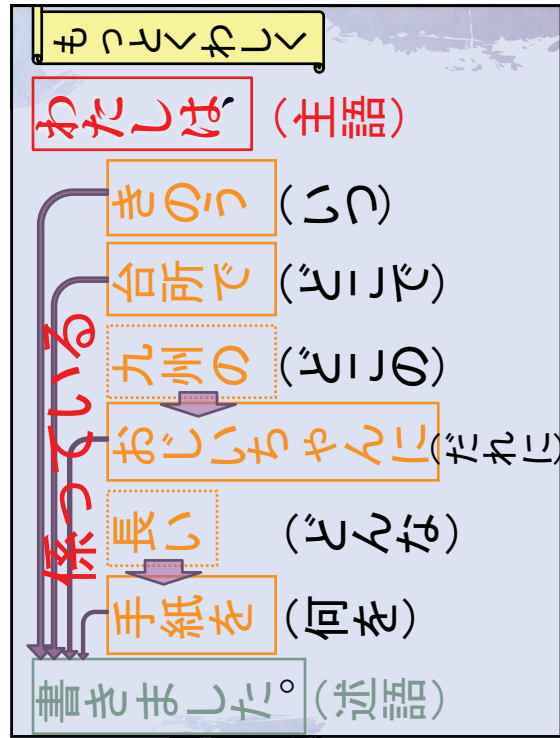 もっとくわしく
わたしは、(主語)
きのう(いつ)
台所で(どこで)
九州の(どこの)
おじいちゃんに(だれに)
長い(どんな)
手紙を(何を)
書きました。(述語)
係っている